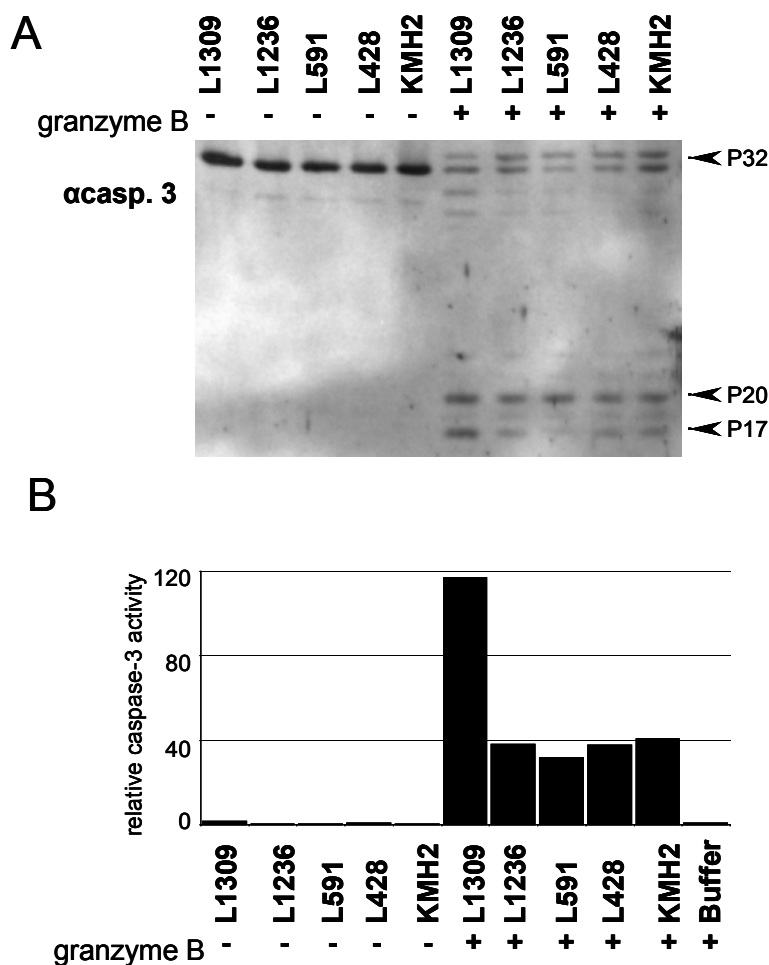 A
L1309 L1236 L591 L428 KMH2 L1309 L1236 L591 L428 KMH2
granzyme B - - - - - + + + + +
P32
αcasp. 3
P20
P17
B
relative caspase-3 activity
120
80
40
0
L1309 L1236 L591 L428 KMH2 L1309 L1236 L591 L428 KMH2 Buffer
granzyme B - - - - - + + + + + +